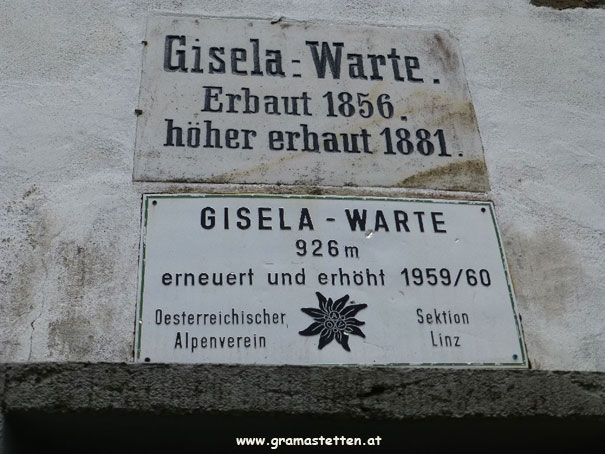 Gisela-Warte.
Erbaut 1856.
höher erbaut 1881.
GISELA - WARTE
926m
erneuert und erhöht 1959/60
Oesterreichischer
Alpenverein
Sektion
Linz
www.gramastetten.at